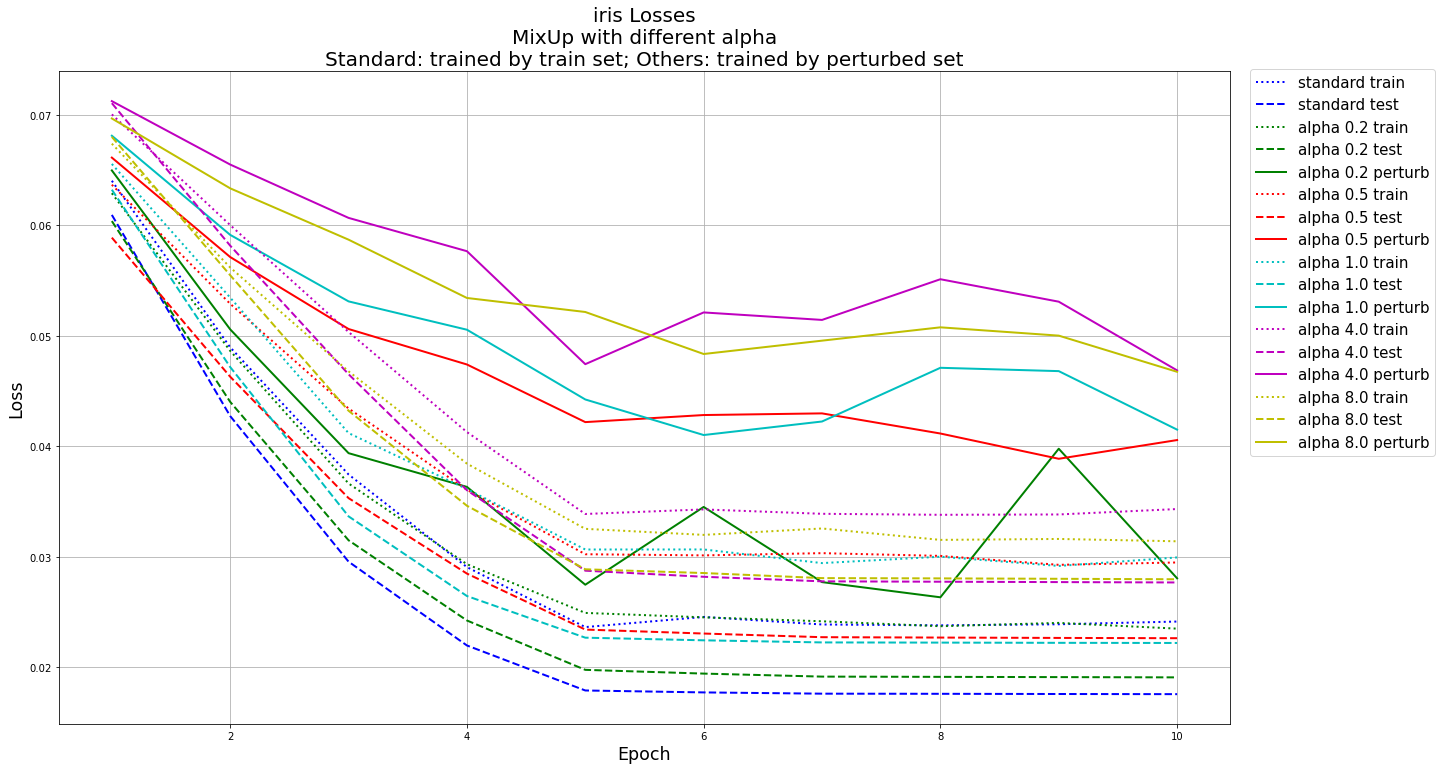 iris Losses
MixUp with different alpha
Standard: trained by train set; Others: trained by perturbed set
Loss
0.07
0.06
0.05
0.04
0.03
0.02
2
4
6
8
10
Epoch
standard train
standard test
alpha 0.2 train
alpha 0.2 test
alpha 0.2 perturb
alpha 0.5 train
alpha 0.5 test
alpha 0.5 perturb
alpha 1.0 train
alpha 1.0 test
alpha 1.0 perturb
alpha 4.0 train
alpha 4.0 test
alpha 4.0 perturb
alpha 8.0 train
alpha 8.0 test
alpha 8.0 perturb